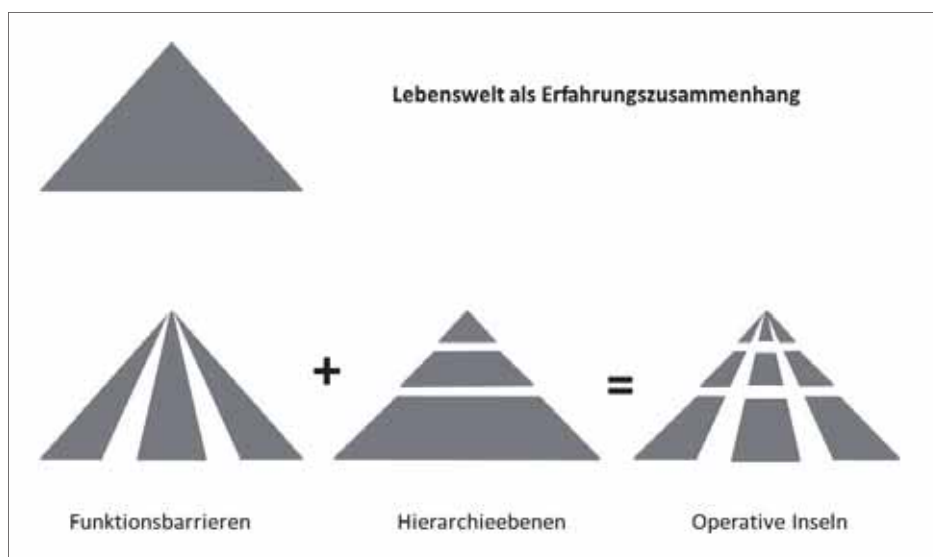 Lebenswelt als Erfahrungszusammenhang
+
=
Funktionsbarrieren Hierarchieebenen Operative Inseln